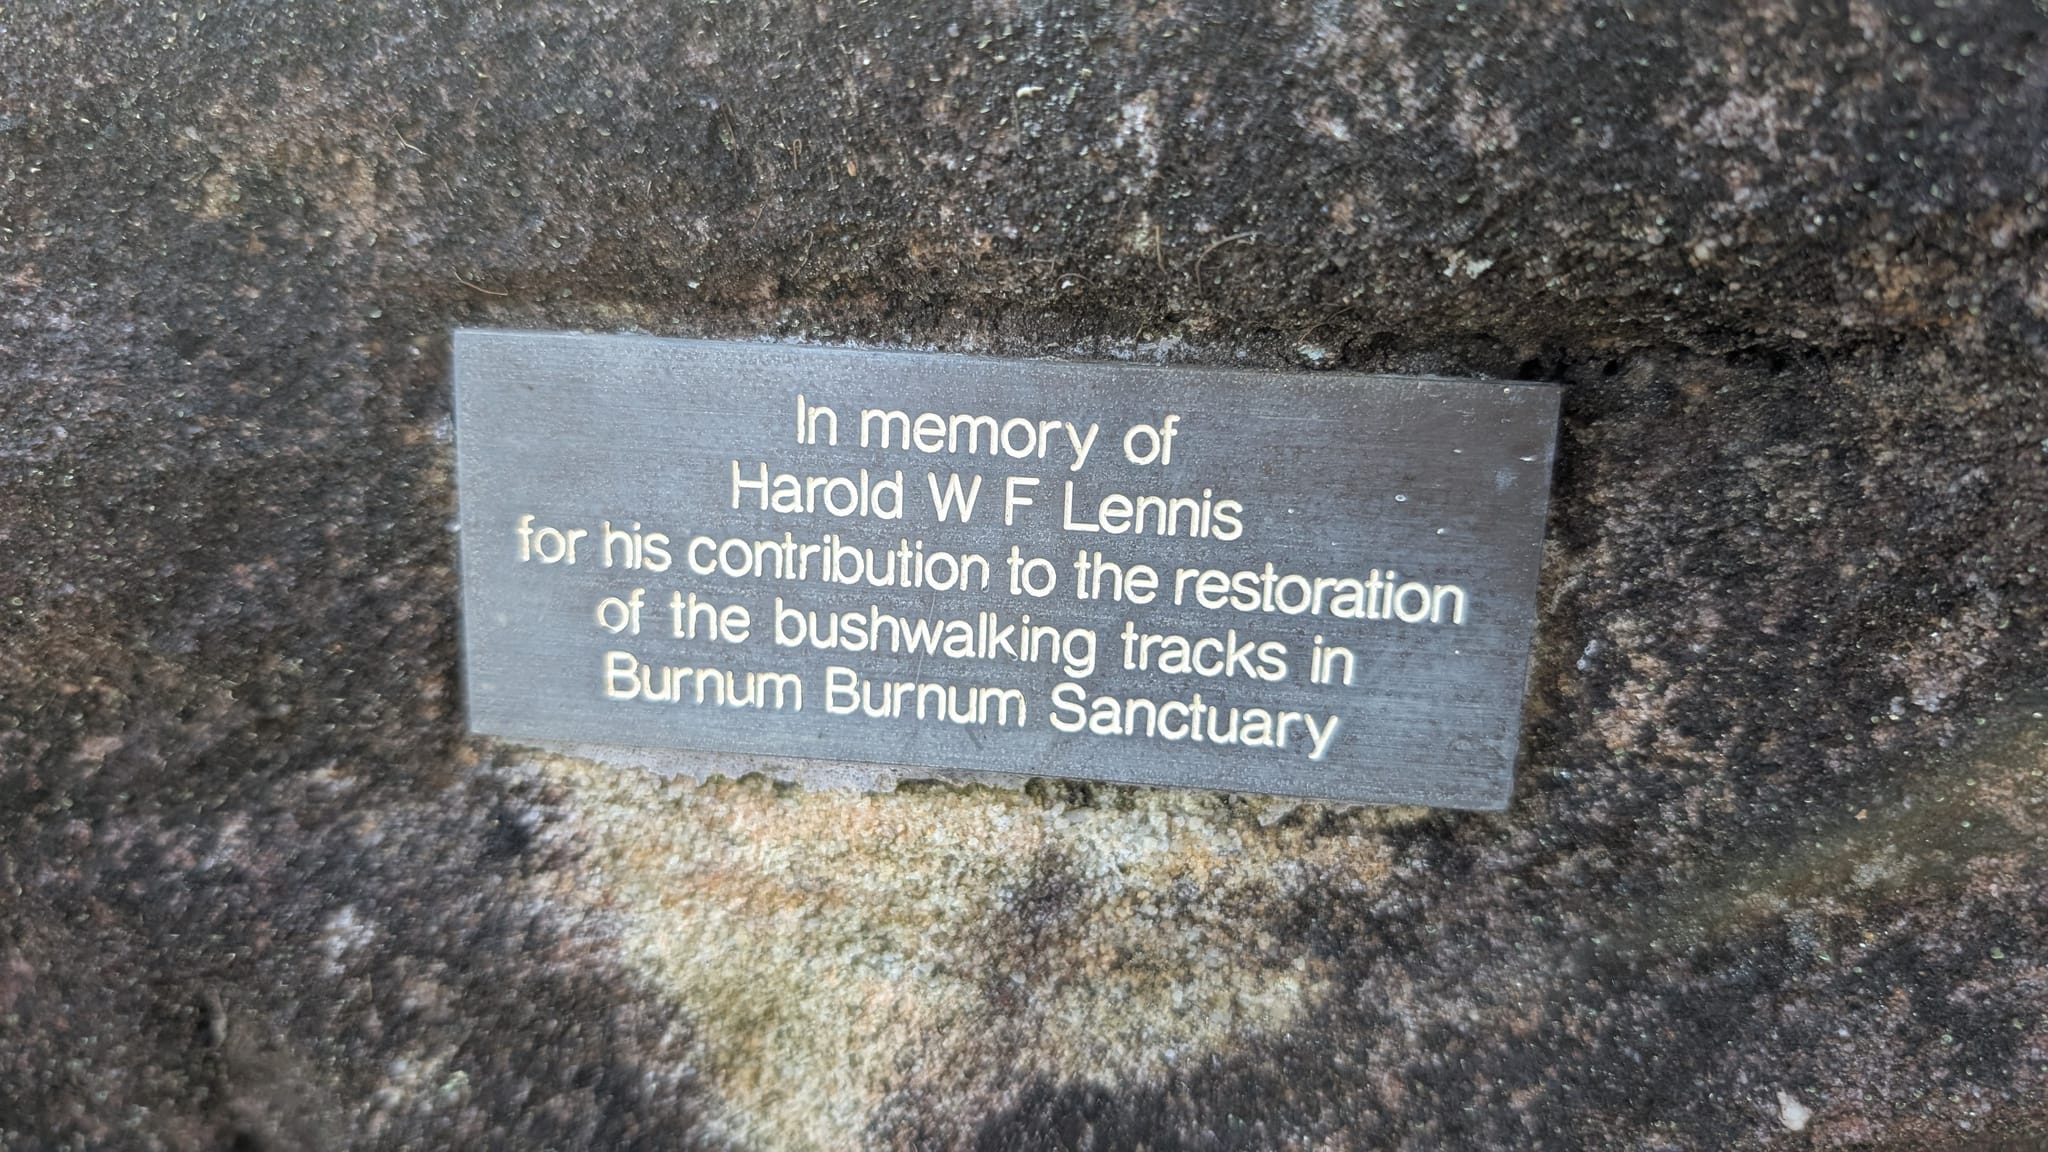 In memory of
Harold W F Lennis
for his contribution to the restoration
of the bushwalking tracks in
Burnum Burnum Sanctuary